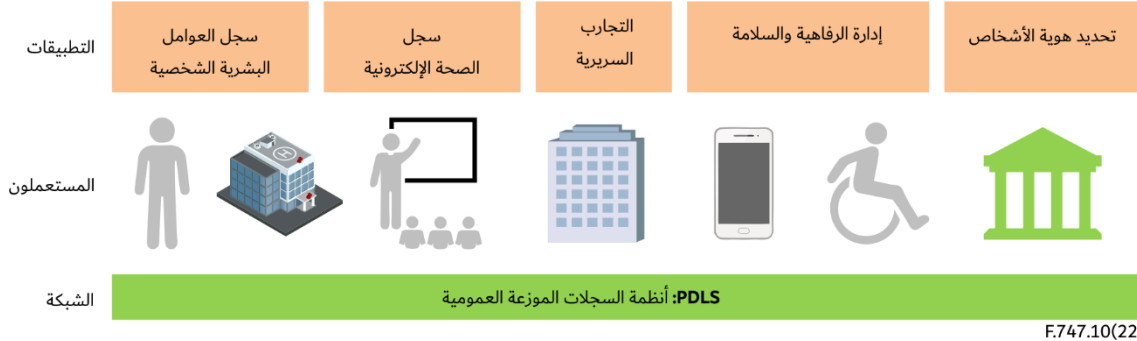 التطبيقات
سجل العوامل
البشرية الشخصية
سجل
الصحة الإلكترونية
التجارب
السريرية
إدارة الرفاهية والسلامة
تحديد هوية الأشخاص
المستعملون
H
الشبكة
PDLS: أنظمة السجلات الموزعة العمومية
F.747.10(22